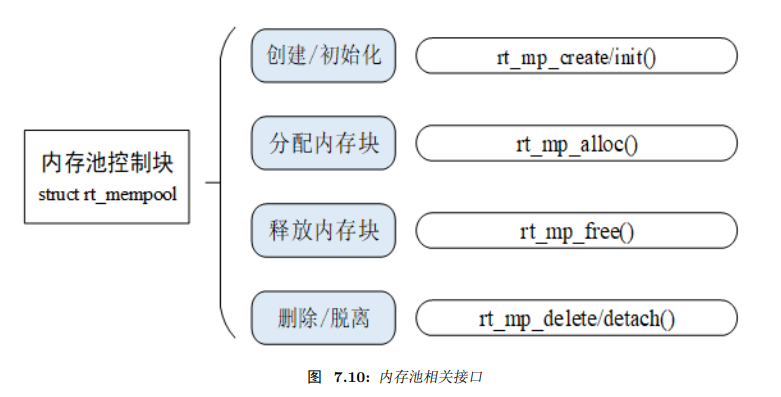 内存池控制块
struct rt_mempool
创建/初始化
rt_mp_create/init()
分配内存块
rt_mp_alloc()
释放内存块
rt_mp_free()
删除/脱离
rt_mp_delete/detach()
图 7.10: 内存池相关接口